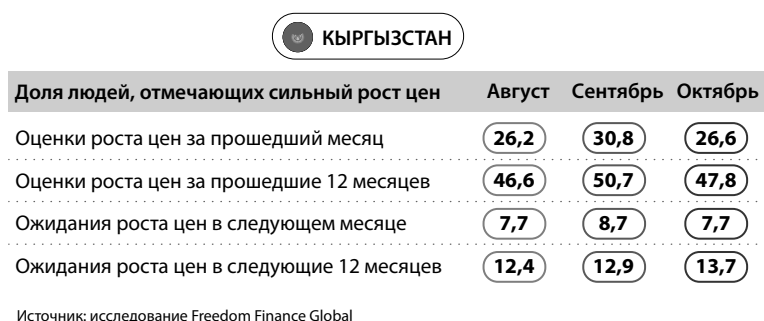 КЫРГЫЗСТАН
Доля людей, отмечающих сильный рост цен Август Сентябрь Октябрь
Оценки роста цен за прошедший месяц 26,2 30,8 26,6
Оценки роста цен за прошедшие 12 месяцев 46,6 50,7 47,8
Ожидания роста цен в следующем месяце 7,7 8,7 7,7
Ожидания роста цен в следующие 12 месяцев 12,4 12,9 13,7
Источник: исследование Freedom Finance Global